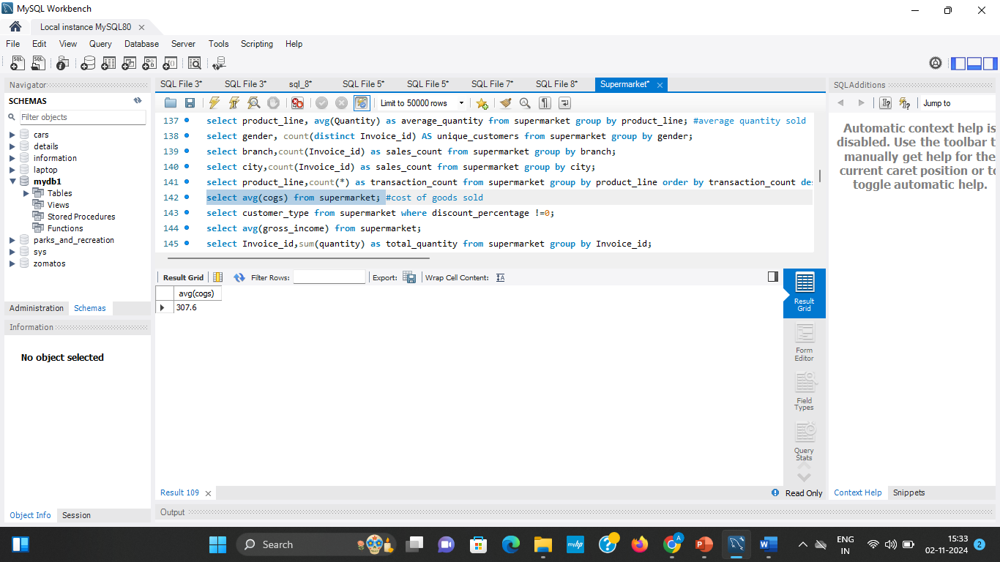 MySQL Workbench
Local instance MySQL80
File Edit View Query Database Server Tools Scripting Help
Navigator
SCHEMAS
Filter objects
cars
details
information
laptop
mydb1
Tables
Views
Stored Procedures
Functions
parks_and_recreation
sys
zomatos
Administration Schemas
Information
No object selected
Object Info Session
SQL File 3* SQL File 3* sql_8* SQL File 5* SQL File 5* SQL File 7* SQL File 8* Supermarket*
Limit to 50000 rows
137 select product_line, avg(Quantity) as average_quantity from supermarket group by product_line; #average quantity sold
138 select gender, count(distinct Invoice_id) AS unique_customers from supermarket group by gender;
139 select branch,count(Invoice_id) as sales_count from supermarket group by branch;
140 select city,count(Invoice_id) as sales_count from supermarket group by city;
141 select product_line,count(*) as transaction_count from supermarket group by product_line order by transaction_count des
142 select avg(cogs) from supermarket; #cost of goods sold
143 select customer_type from supermarket where discount_percentage !=0;
144 select avg(gross_income) from supermarket;
145 select Invoice_id,sum(quantity) as total_quantity from supermarket group by Invoice_id;
Result Grid Filter Rows: Export: Wrap Cell Content:
avg(cogs)
307.6
Result
Grid
Form
Editor
Field
Types
Query
Stats
Result 109
Read Only
Output
SQLAdditions
Jump to
Automatic context help is
disabled. Use the toolbar t
manually get help for the
current caret position or to
toggle automatic help.
Context Help Snippets
Search
ENG
IN
15:33
02-11-2024
2